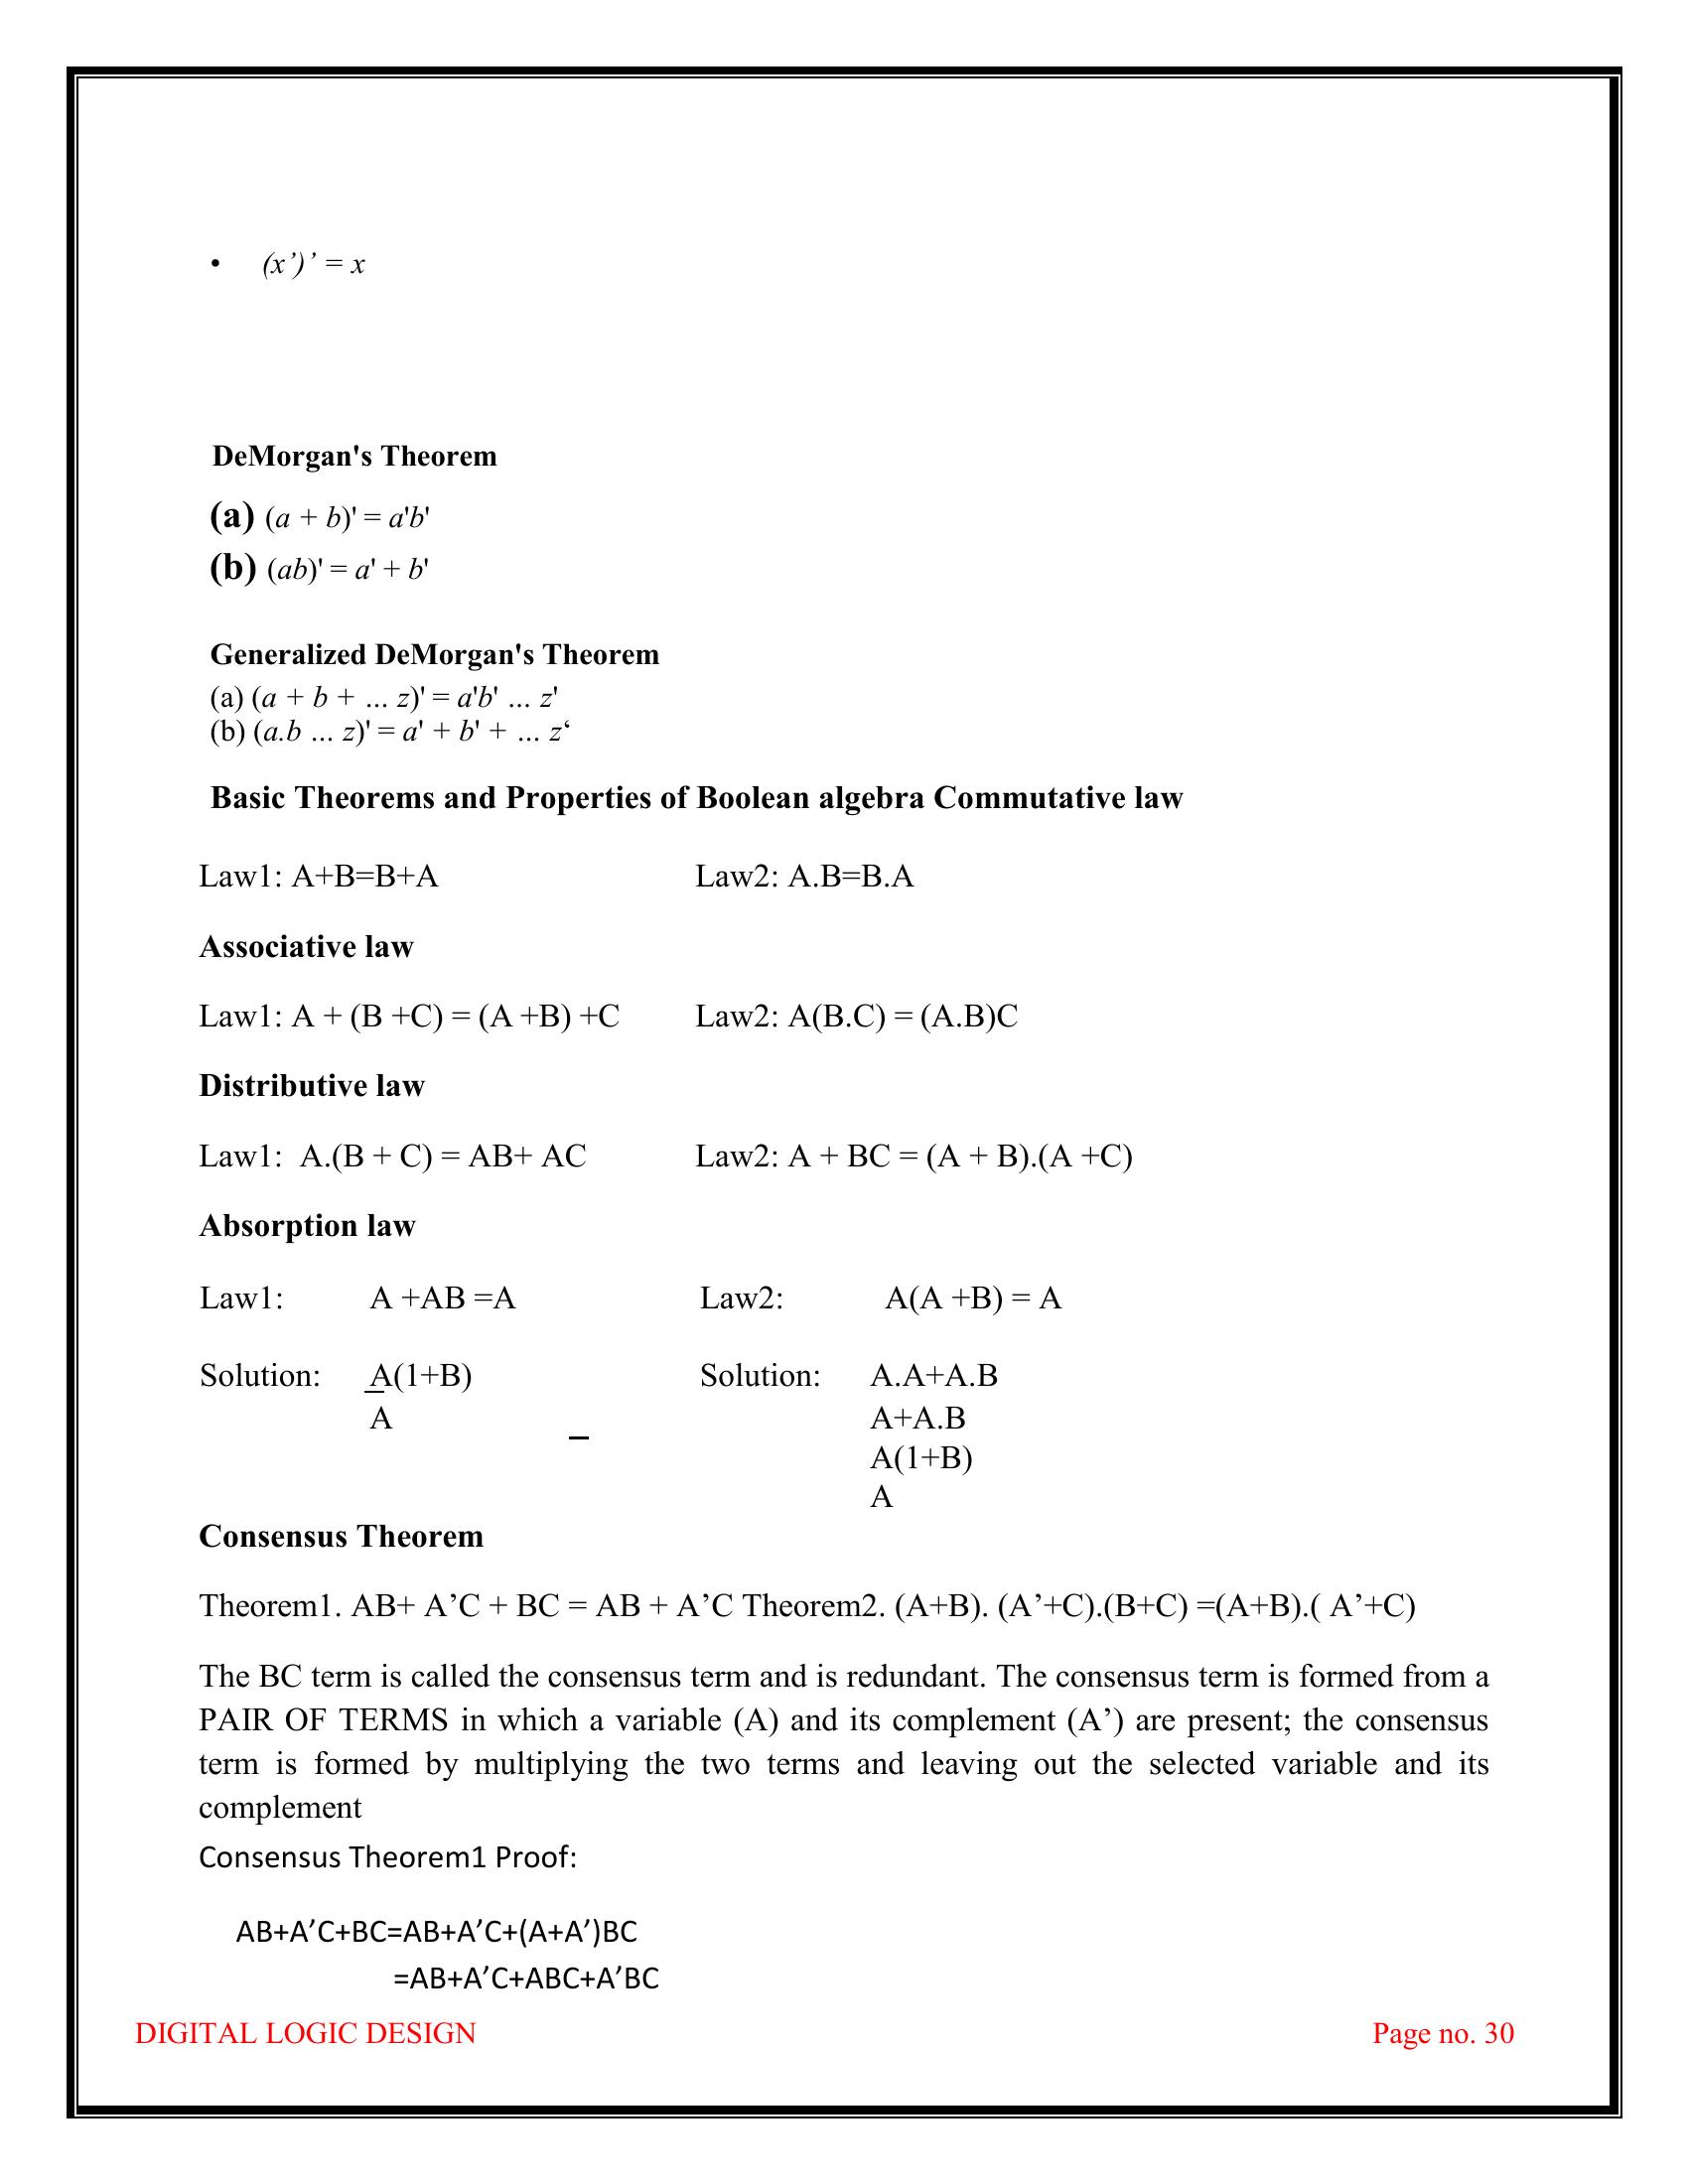 • (x’)’ = x
DeMorgan's Theorem
(a) (a + b)' = a'b'
(b) (ab)' = a' + b'
Generalized DeMorgan's Theorem
(a) (a + b + … z)' = a'b' … z'
(b) (a.b … z)' = a' + b' + … z‘
Basic Theorems and Properties of Boolean algebra Commutative law
Law1: A+B=B+A Law2: A.B=B.A
Associative law
Law1: A + (B +C) = (A +B) +C Law2: A(B.C) = (A.B)C
Distributive law
Law1: A.(B + C) = AB+ AC Law2: A + BC = (A + B).(A +C)
Absorption law
Law1: A +AB =A Law2: A(A +B) = A
Solution: A(1+B) Solution: A.A+A.B
A A+A.B
A(1+B)
A
Consensus Theorem
Theorem1. AB+ A’C + BC = AB + A’C Theorem2. (A+B). (A’+C).(B+C) =(A+B).( A’+C)
The BC term is called the consensus term and is redundant. The consensus term is formed from a
PAIR OF TERMS in which a variable (A) and its complement (A’) are present; the consensus
term is formed by multiplying the two terms and leaving out the selected variable and its
complement
Consensus Theorem1 Proof:
AB+A’C+BC=AB+A’C+(A+A’)BC
=AB+A’C+ABC+A’BC
DIGITAL LOGIC DESIGN Page no. 30